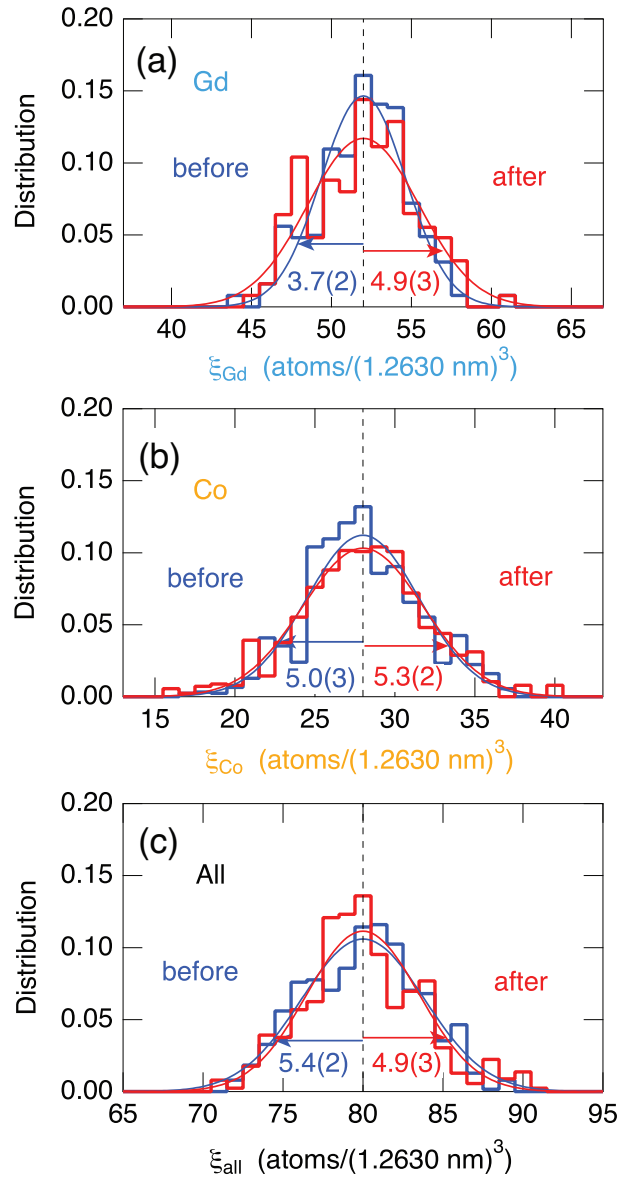 (a)
Gd
before
after
3.7(2)
4.9(3)
Distribution
0.20
0.15
0.10
0.05
0.00
40 45 50 55 60 65
ξGd (atoms/(1.2630 nm)³)
(b)
Co
before
after
5.0(3)
5.3(2)
Distribution
0.20
0.15
0.10
0.05
0.00
15 20 25 30 35 40
ξCo (atoms/(1.2630 nm)³)
(c)
All
before
after
5.4(2)
4.9(3)
Distribution
0.20
0.15
0.10
0.05
0.00
65 70 75 80 85 90 95
ξall (atoms/(1.2630 nm)³)